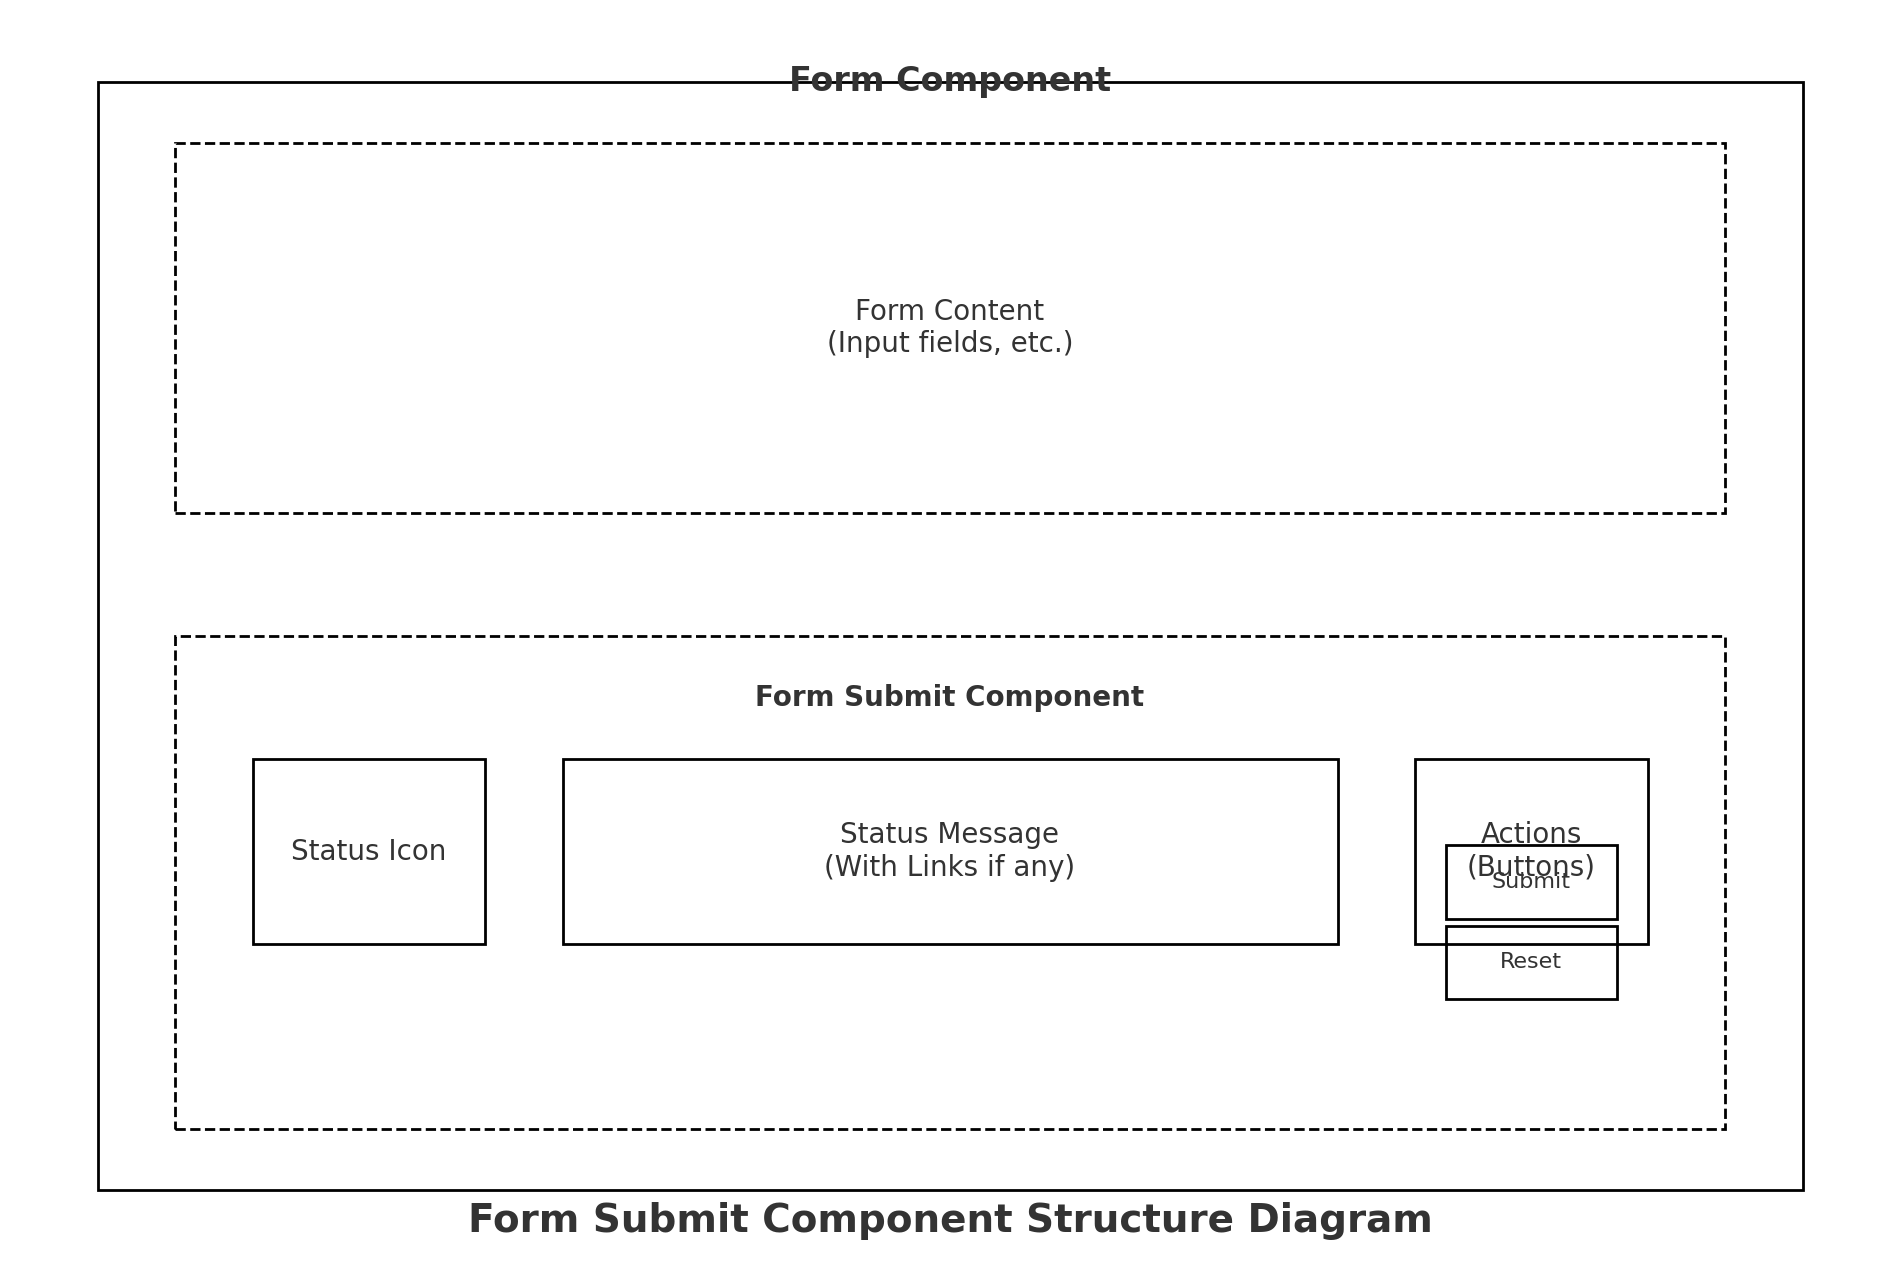 Form Component
Form Content
(Input fields, etc.)
Form Submit Component
Status Icon
Status Message
(With Links if any)
Actions
(Buttons)
Submit
Reset
Form Submit Component Structure Diagram